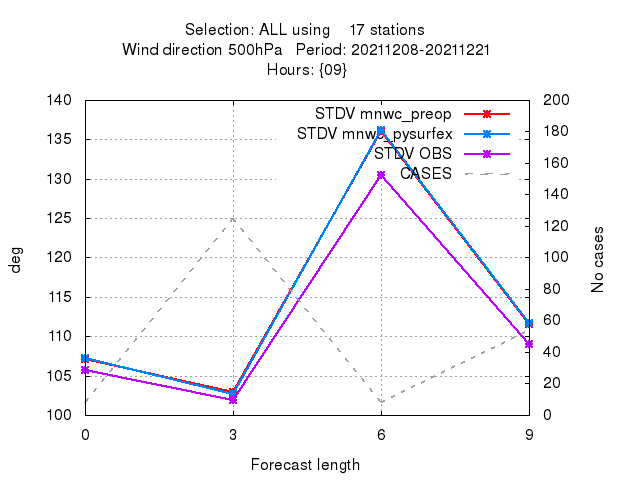 Selection: ALL using 17 stations
Wind direction 500hPa Period: 20211208-20211221
Hours: {09}
140 200
135 180
130 160
125 140
120 120
115 100
110 80
105 60
100 40
20
0
STDV mnwc_preop
STDV mnwc_pysurfex
STDV OBS
CASES
deg
No cases
0 3 6 9
Forecast length